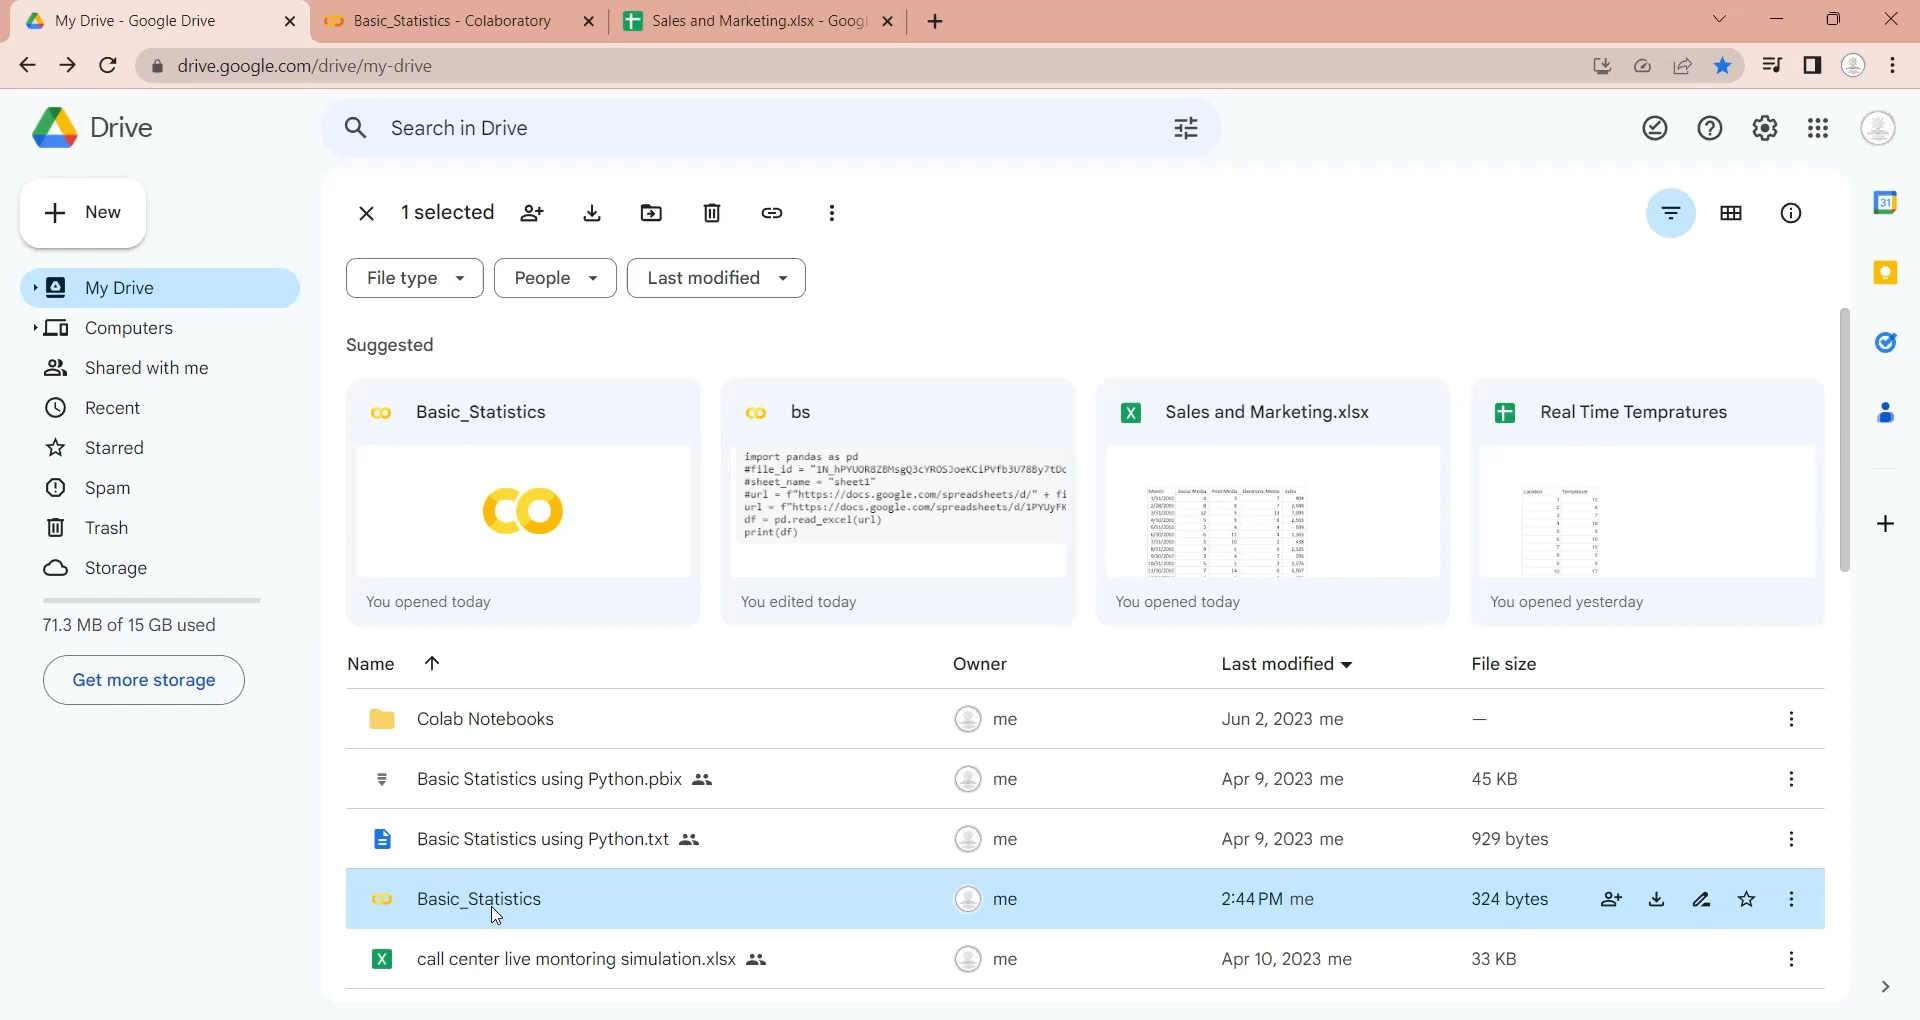 My Drive - Google Drive
Basic_Statistics - Colaboratory
Sales and Marketing.xlsx - Googl
drive.google.com/drive/my-drive
Drive
Search in Drive
New
1 selected
My Drive
Computers
Shared with me
Recent
Starred
Spam
Trash
Storage
71.3 MB of 15 GB used
Get more storage
File type
People
Last modified
Suggested
Basic_Statistics
You opened today
bs
import pandas as pd
#sheet_name = "sheet1"
df = pd.read_excel(url)
print(df)
You edited today
Sales and Marketing.xlsx
You opened today
Real Time Tempratures
You opened yesterday
Name Owner Last modified File size
Colab Notebooks me Jun 2, 2023 me —
Basic Statistics using Python.pbix me Apr 9, 2023 me 45 KB
Basic Statistics using Python.txt me Apr 9, 2023 me 929 bytes
Basic_Statistics me 2:44 PM me 324 bytes
call center live montoring simulation.xlsx me Apr 10, 2023 me 33 KB
31